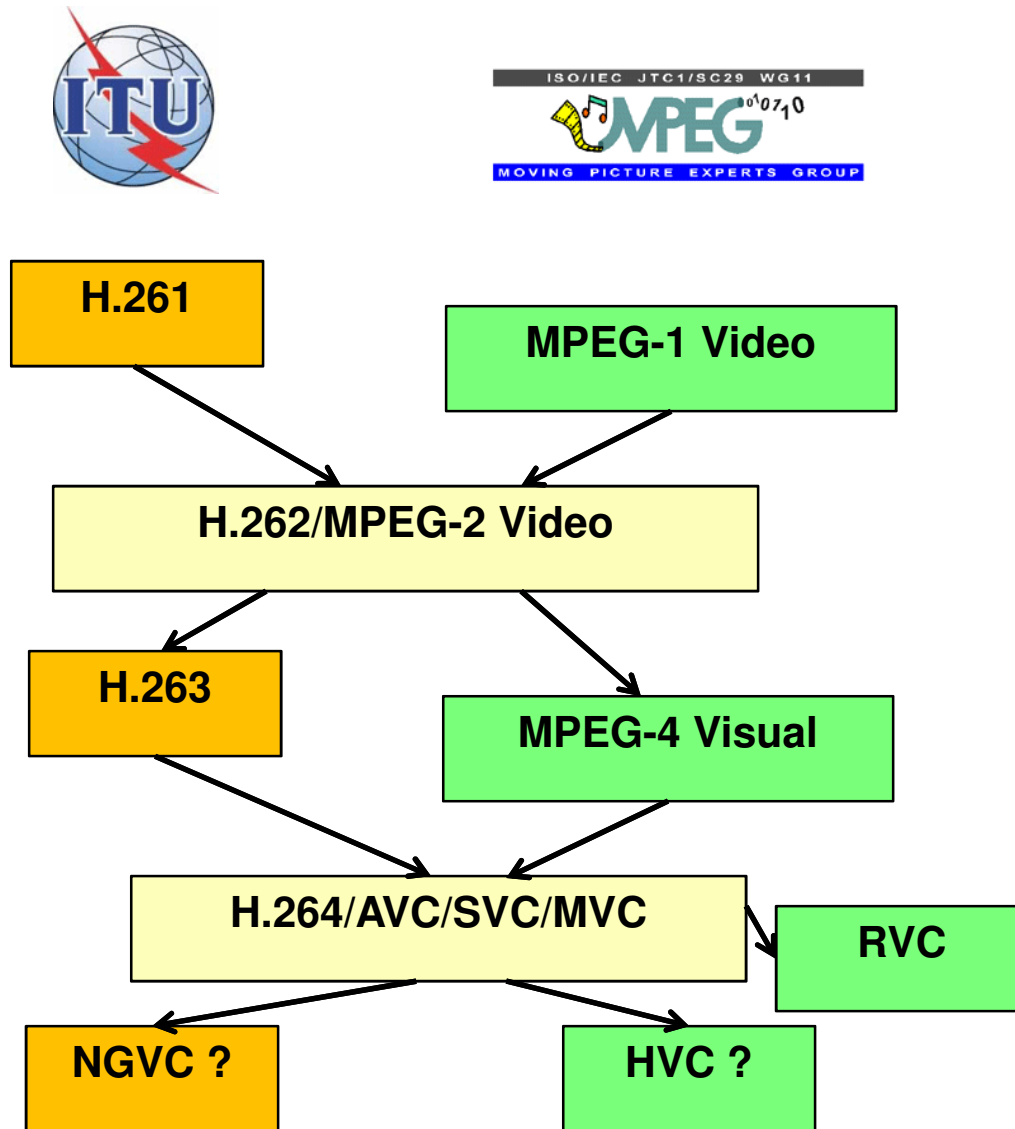 ITU
ISO/IEC JTC1/SC29 WG11
MPEG 0010710
MOVING PICTURE EXPERTS GROUP
H.261
MPEG-1 Video
H.262/MPEG-2 Video
H.263
MPEG-4 Visual
H.264/AVC/SVC/MVC
RVC
NGVC ?
HVC ?